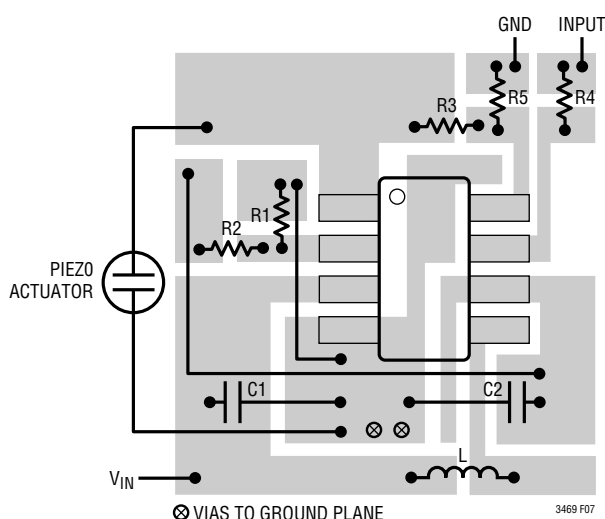 GND INPUT
R3
R5
R4
R1
R2
PIEZO
ACTUATOR
C1
C2
L
VIN
VIAS TO GROUND PLANE
3469 F07